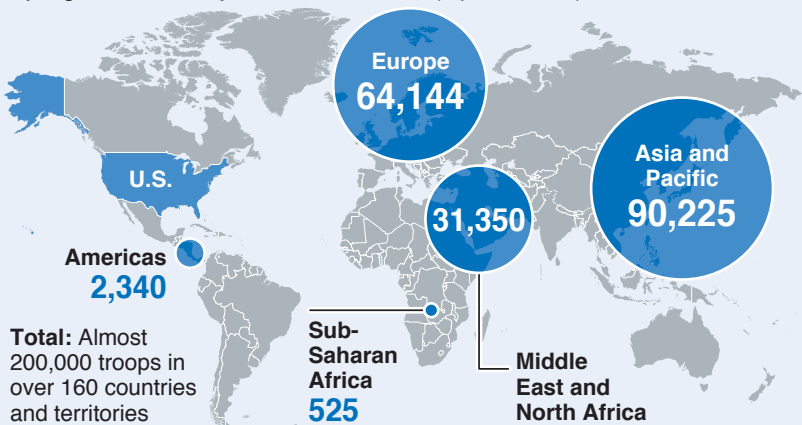 Europe
64,144
Asia and
Pacific
90,225
U.S.
31,350
Americas
2,340
Total: Almost
200,000 troops in
over 160 countries
and territories
Sub-
Saharan
Africa
525
Middle
East and
North Africa